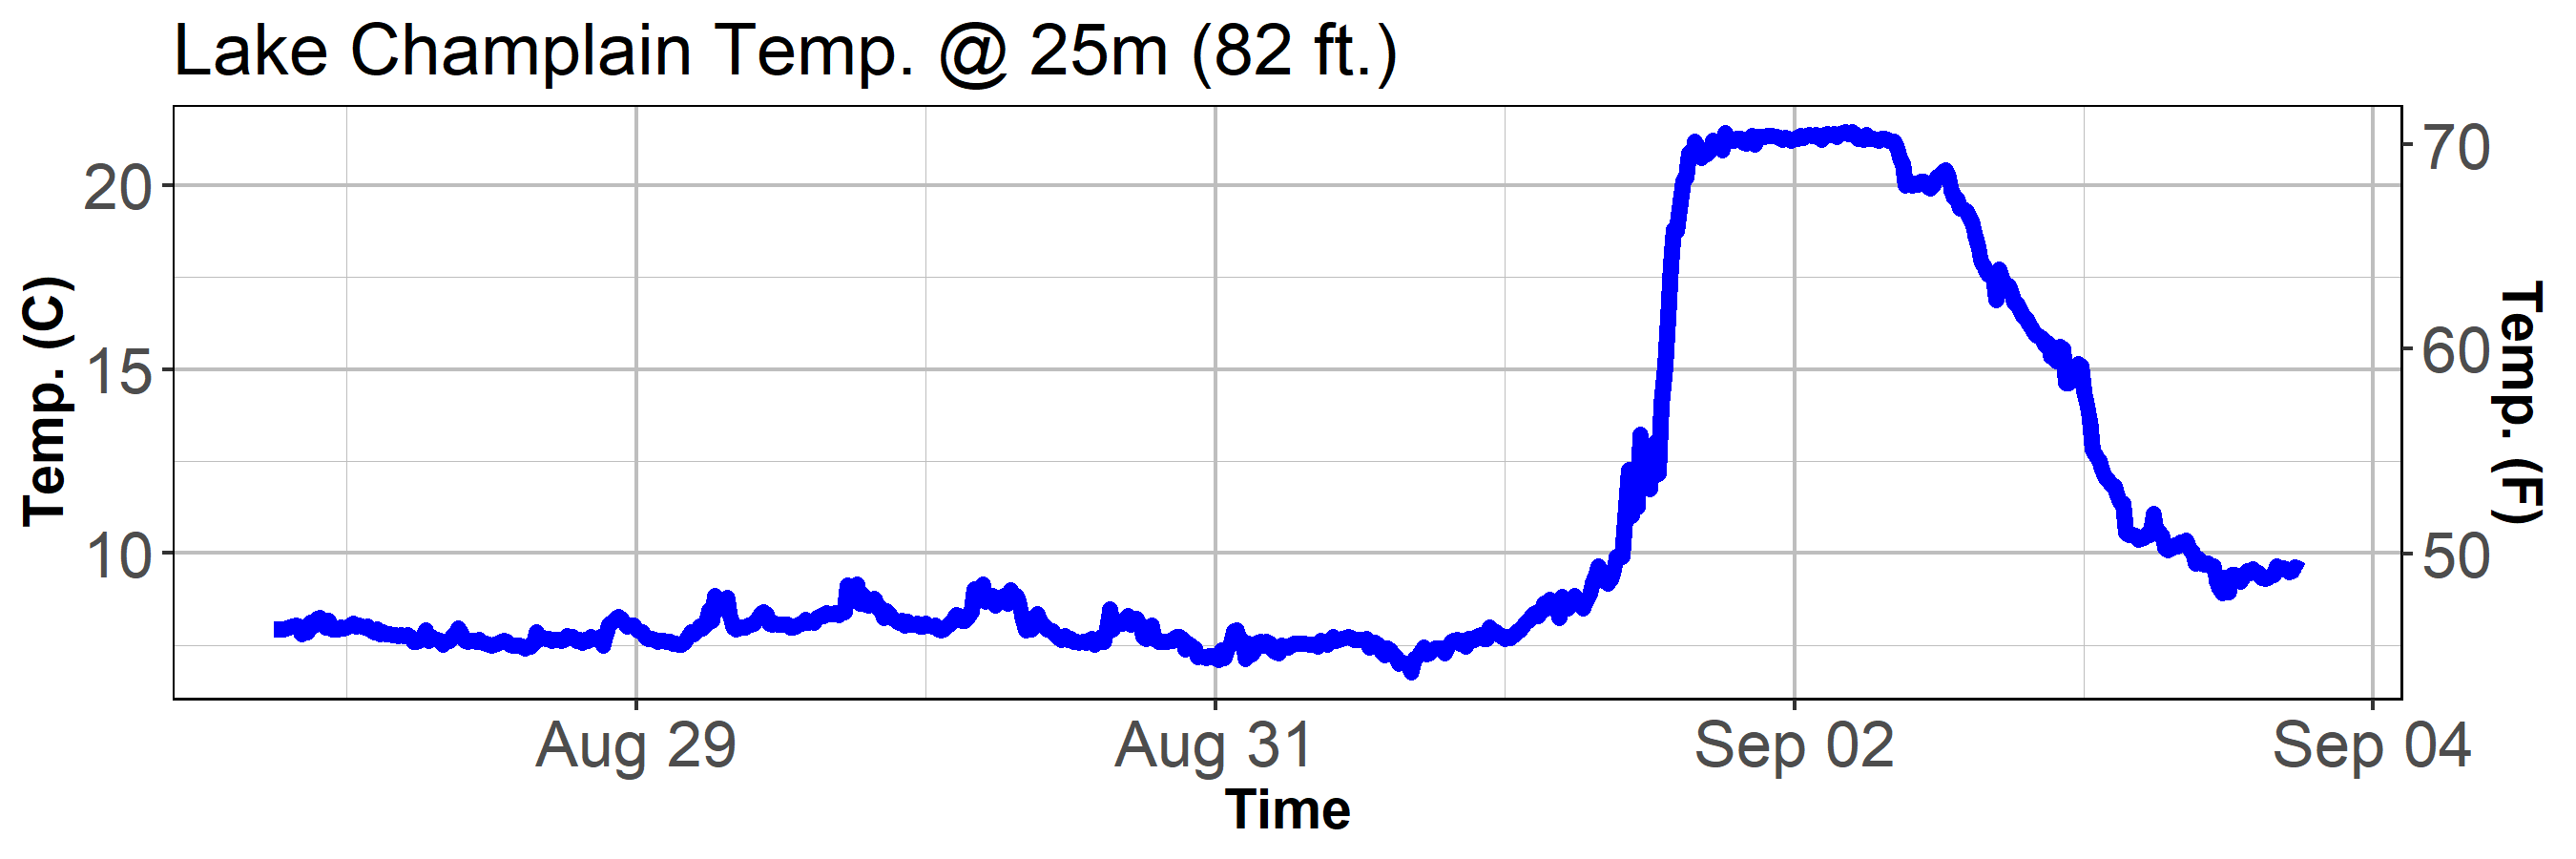 Lake Champlain Temp. @ 25m (82 ft.)
Temp. (C)
20
15
10
70
60
50
Temp. (F)
Aug 29
Aug 31
Sep 02
Sep 04
Time